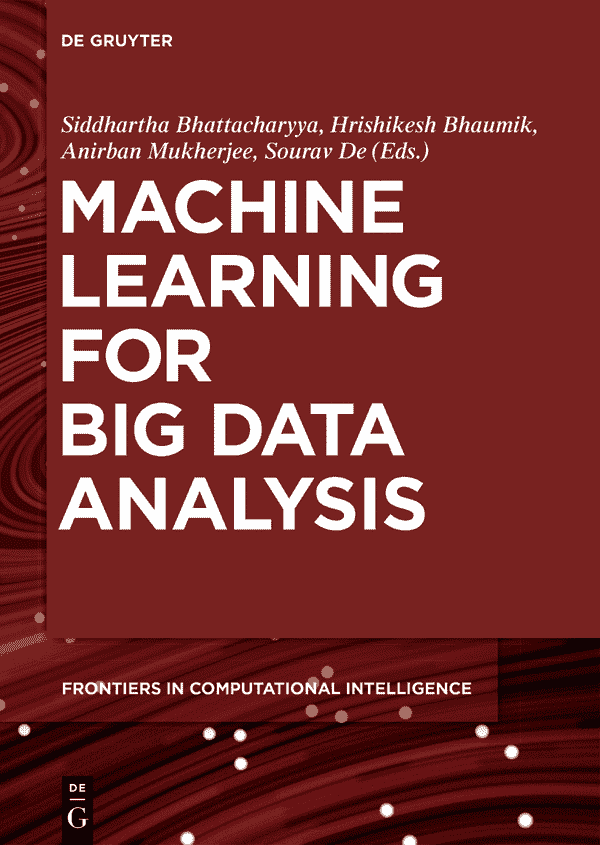 DE GRUYTER
Siddhartha Bhattacharyya, Hrishikesh Bhaumik,
Anirban Mukherjee, Sourav De (Eds.)
MACHINE
LEARNING
FOR
BIG DATA
ANALYSIS
FRONTIERS IN COMPUTATIONAL INTELLIGENCE
DE
G